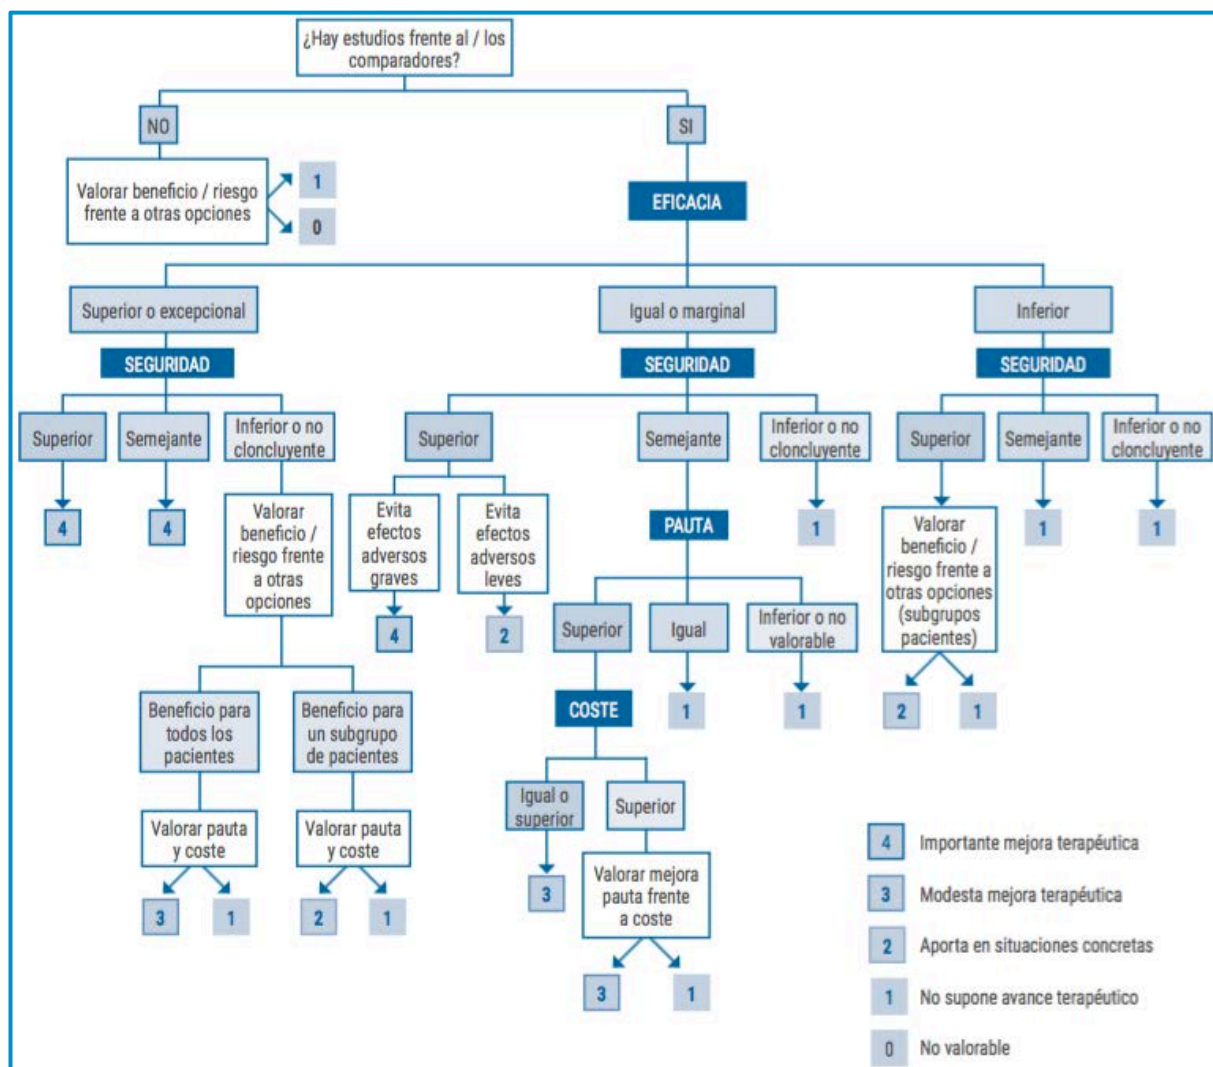 ¿Hay estudios frente al / los
comparadores?
NO
SI
Valorar beneficio / riesgo
frente a otras opciones
1
0
EFICACIA
Superior o excepcional
Igual o marginal
Inferior
SEGURIDAD
SEGURIDAD
SEGURIDAD
Superior
Semejante
Inferior o no
cloncluyente
Superior
Semejante
Inferior o no
cloncluyente
Superior
Semejante
Inferior o no
cloncluyente
4
4
Valorar
beneficio /
riesgo frente
a otras
opciones
Evita
efectos
adversos
graves
Evita
efectos
adversos
leves
PAUTA
1
Valorar
beneficio /
riesgo frente a
otras opciones
(subgrupos
pacientes)
1
1
4
2
Superior
Igual
Inferior o no
valorable
2
1
Beneficio para
todos los
pacientes
Beneficio para
un subgrupo
de pacientes
COSTE
1
1
Valorar pauta
y coste
Valorar pauta
y coste
Igual o
superior
Superior
3
1
2
1
3
Valorar mejora
pauta frente
a coste
3
1
4 Importante mejora terapéutica
3 Modesta mejora terapéutica
2 Aporta en situaciones concretas
1 No supone avance terapéutico
0 No valorable